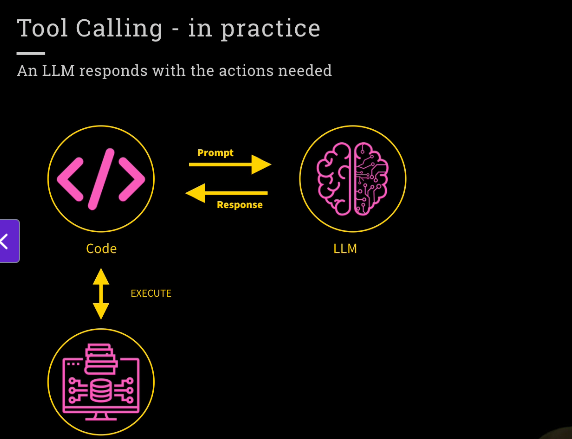 Tool Calling - in practice
An LLM responds with the actions needed
Prompt
Response
Code
LLM
EXECUTE